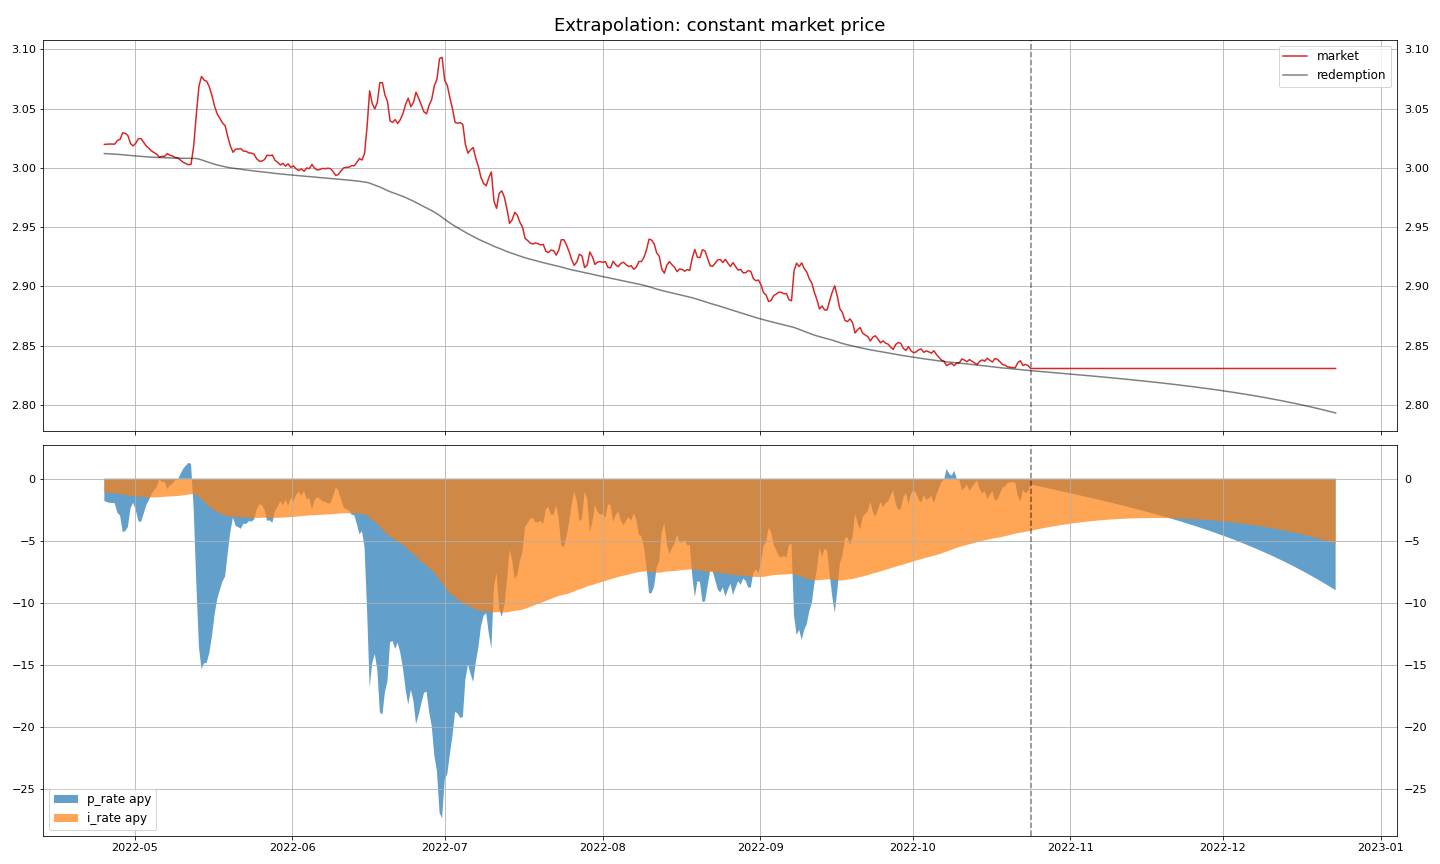 Extrapolation: constant market price
3.10 3.10
3.05 3.05
3.00 3.00
2.95 2.95
2.90 2.90
2.85 2.85
2.80 2.80
market
redemption
0 0
−5 −5
−10 −10
−15 −15
−20 −20
−25 −25
p_rate apy
i_rate apy
2022-05 2022-06 2022-07 2022-08 2022-09 2022-10 2022-11 2022-12 2023-01